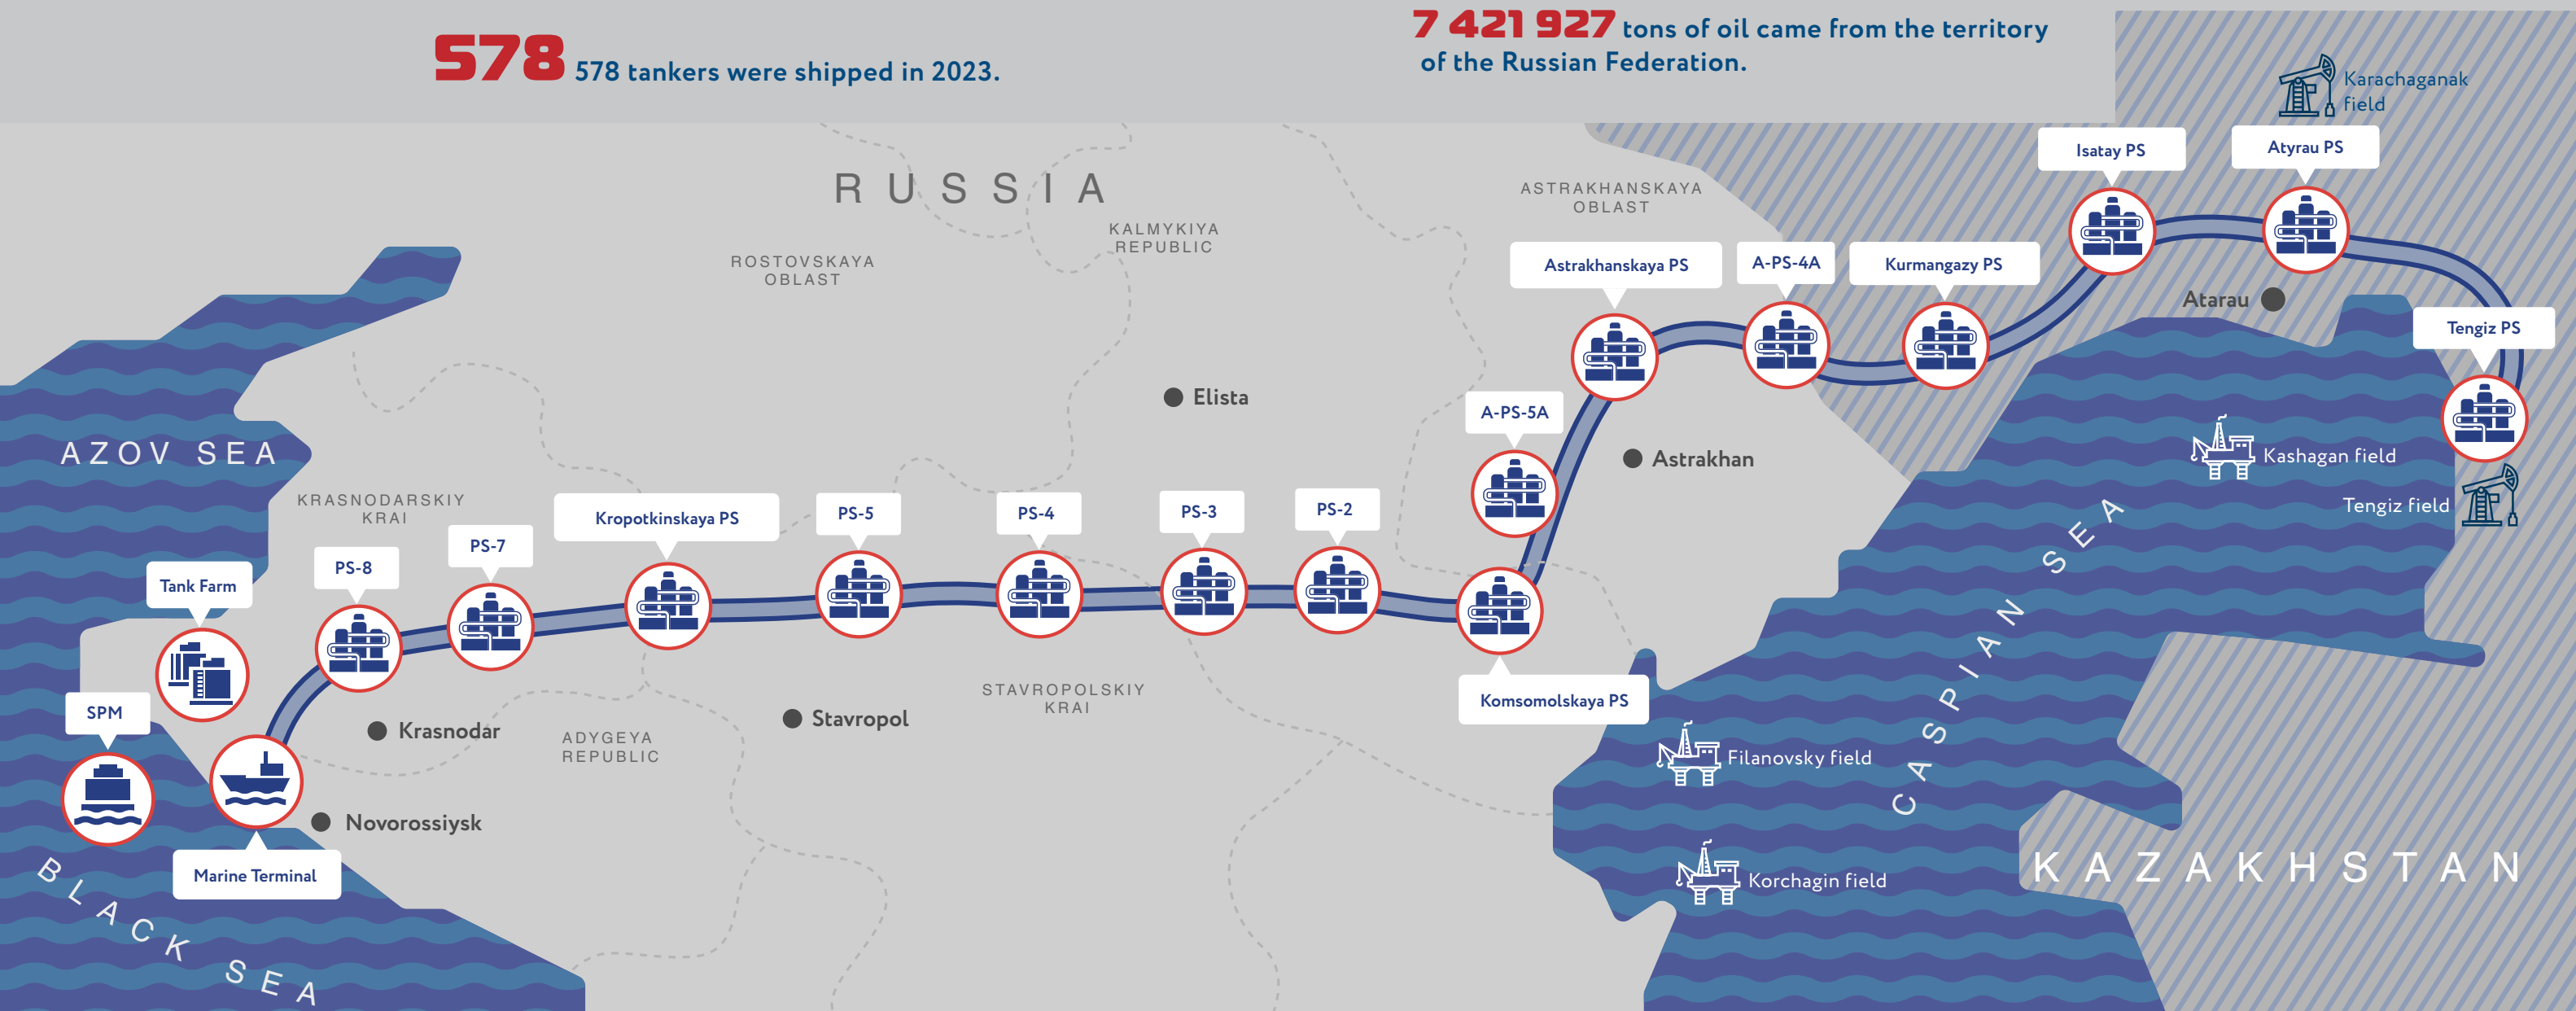 578 578 tankers were shipped in 2023.
7 421 927 tons of oil came from the territory
of the Russian Federation.
Karachaganak
field
Isatay PS
Atyrau PS
RUSSIA
ASTRAKHANSKAYA
OBLAST
KALMYKIYA
REPUBLIC
ROSTOVSKAYA
OBLAST
Astrakhanskaya PS
A-PS-4A
Kurmangazy PS
Atarau
Tengiz PS
Elista
A-PS-5A
AZOV SEA
Astrakhan
Kashagan field
Tengiz field
KRASNODARSKIY
KRAI
Kropotkinskaya PS
PS-5
PS-4
PS-3
PS-2
PS-7
PS-8
Tank Farm
CASPIAN SEA
SPM
Komsomolskaya PS
STAVROPOLSKIY
KRAI
Krasnodar
Stavropol
ADYGEYA
REPUBLIC
Filanovsky field
Novorossiysk
Marine Terminal
KAZAKHSTAN
Korchagin field
BLACK SEA